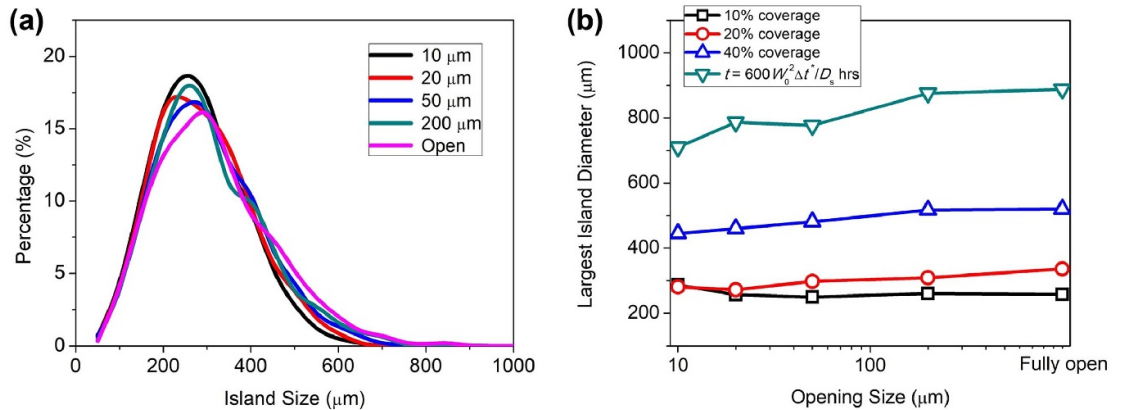 (a)
Percentage (%)
20
15
10
5
0
10 μm
20 μm
50 μm
200 μm
Open
0 200 400 600 800 1000
Island Size (μm)
(b)
Largest Island Diameter (μm)
1000
800
600
400
200
10% coverage
20% coverage
40% coverage
t = 600 W₀²Δt*/Dₛ hrs
10 100 Fully open
Opening Size (μm)